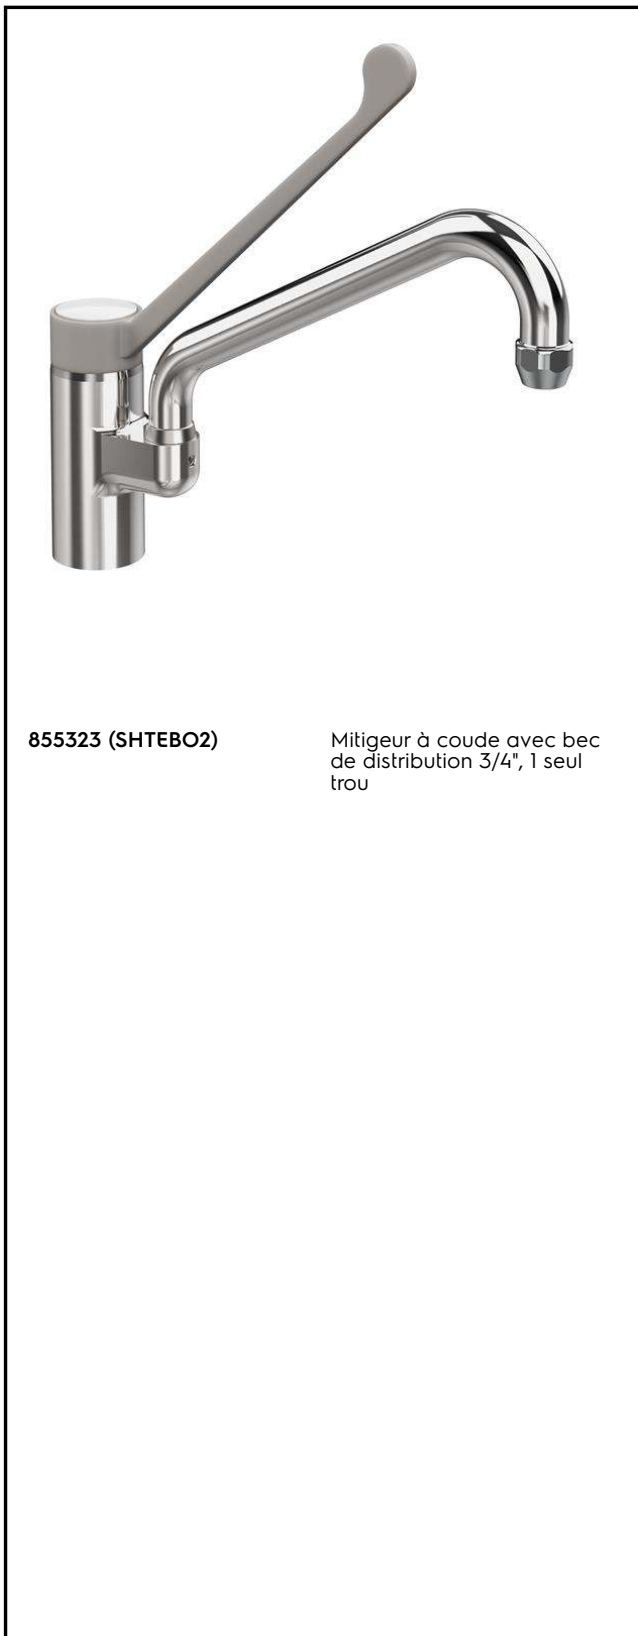 855323 (SHTEBO2)
Mitigeur à coude avec bec
de distribution 3/4", 1 seul
trou